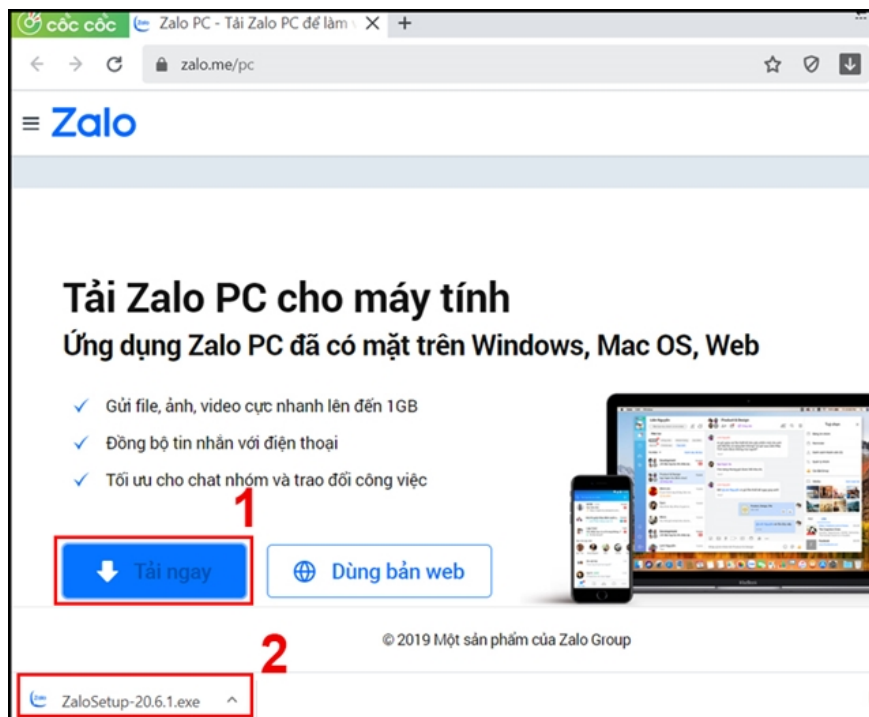 cốc cốc
Zalo PC - Tải Zalo PC để làm
zalo.me/pc
Zalo
Tải Zalo PC cho máy tính
Ứng dụng Zalo PC đã có mặt trên Windows, Mac OS, Web
Gửi file, ảnh, video cực nhanh lên đến 1GB
Đồng bộ tin nhắn với điện thoại
Tối ưu cho chat nhóm và trao đổi công việc
1
Tải ngay
Dùng bản web
MacBook
© 2019 Một sản phẩm của Zalo Group
2
ZaloSetup-20.6.1.exe